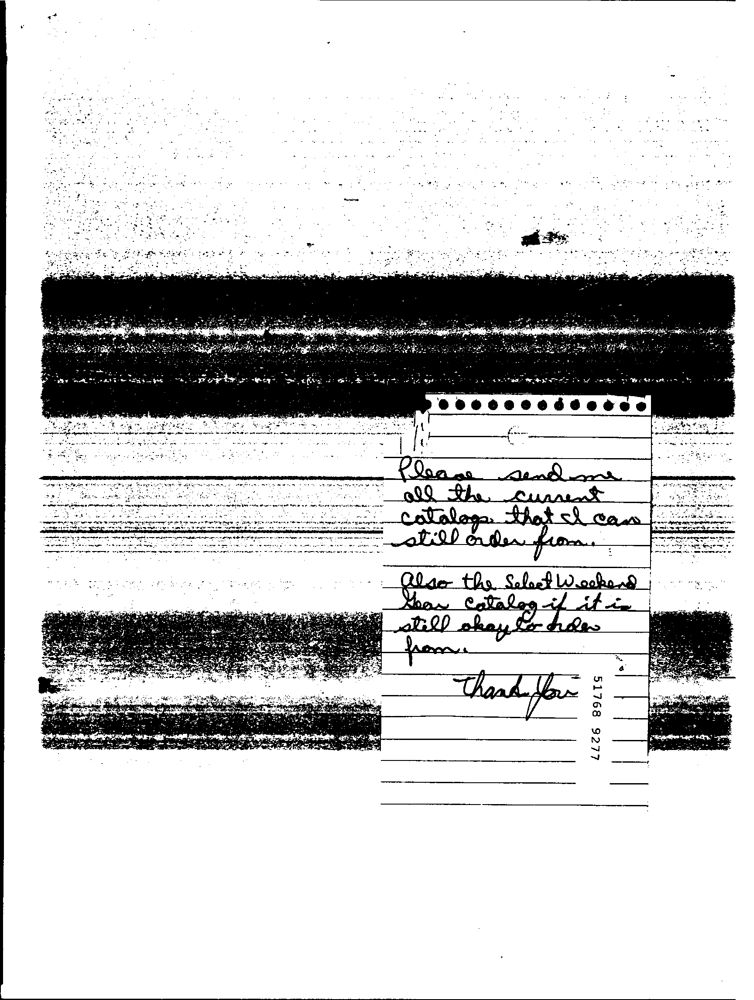 Please send me
all the current
catalogs that I can
still order from.
Also the Select Weekend
Gear catalog if it is
still okay to order
from.
Thank You
51768 9277